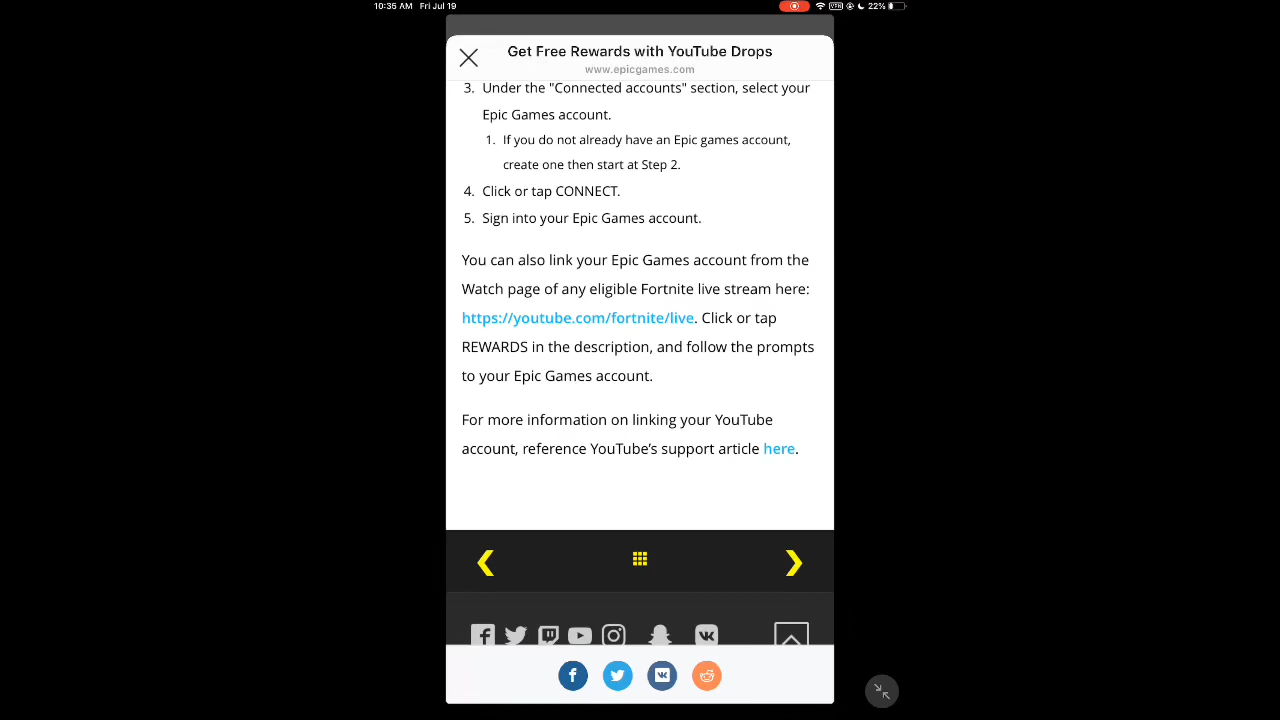 10:35 AM Fri Jul 19
VPN 22%
Get Free Rewards with YouTube Drops
www.epicgames.com
3. Under the "Connected accounts" section, select your
Epic Games account.
1. If you do not already have an Epic games account,
create one then start at Step 2.
4. Click or tap CONNECT.
5. Sign into your Epic Games account.
You can also link your Epic Games account from the
Watch page of any eligible Fortnite live stream here:
https://youtube.com/fortnite/live. Click or tap
REWARDS in the description, and follow the prompts
to your Epic Games account.
For more information on linking your YouTube
account, reference YouTube's support article here.